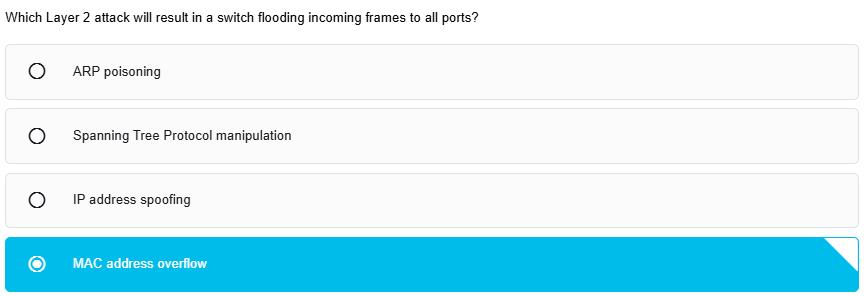 Which Layer 2 attack will result in a switch flooding incoming frames to all ports?
ARP poisoning
Spanning Tree Protocol manipulation
IP address spoofing
MAC address overflow